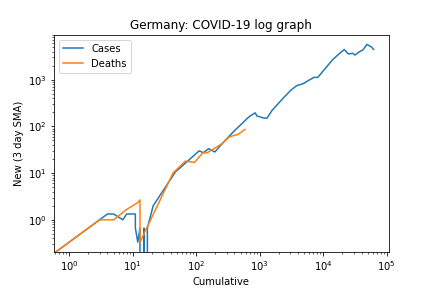 Germany: COVID-19 log graph
Cases
Deaths
New (3 day SMA)
10³
10²
10¹
10⁰
10⁰ 10¹ 10² 10³ 10⁴ 10⁵
Cumulative